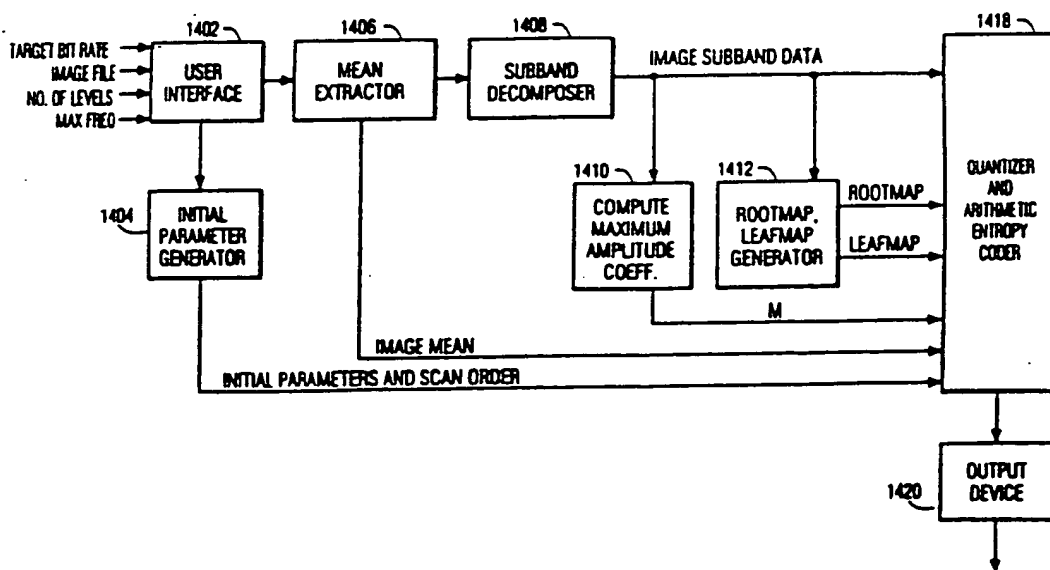 1402
1406
1408
1418
TARGET BIT RATE
IMAGE FILE
NO. OF LEVELS
MAX FREQ
USER
INTERFACE
MEAN
EXTRACTOR
SUBBAND
DECOMPOSER
IMAGE SUBBAND DATA
1404
INITIAL
PARAMETER
GENERATOR
1410
COMPUTE
MAXIMUM
AMPLITUDE
COEFF.
1412
ROOTMAP,
LEAFMAP
GENERATOR
ROOTMAP
LEAFMAP
QUANTIZER
AND
ARITHMETIC
ENTROPY
CODER
M
IMAGE MEAN
INITIAL PARAMETERS AND SCAN ORDER
1420
OUTPUT
DEVICE